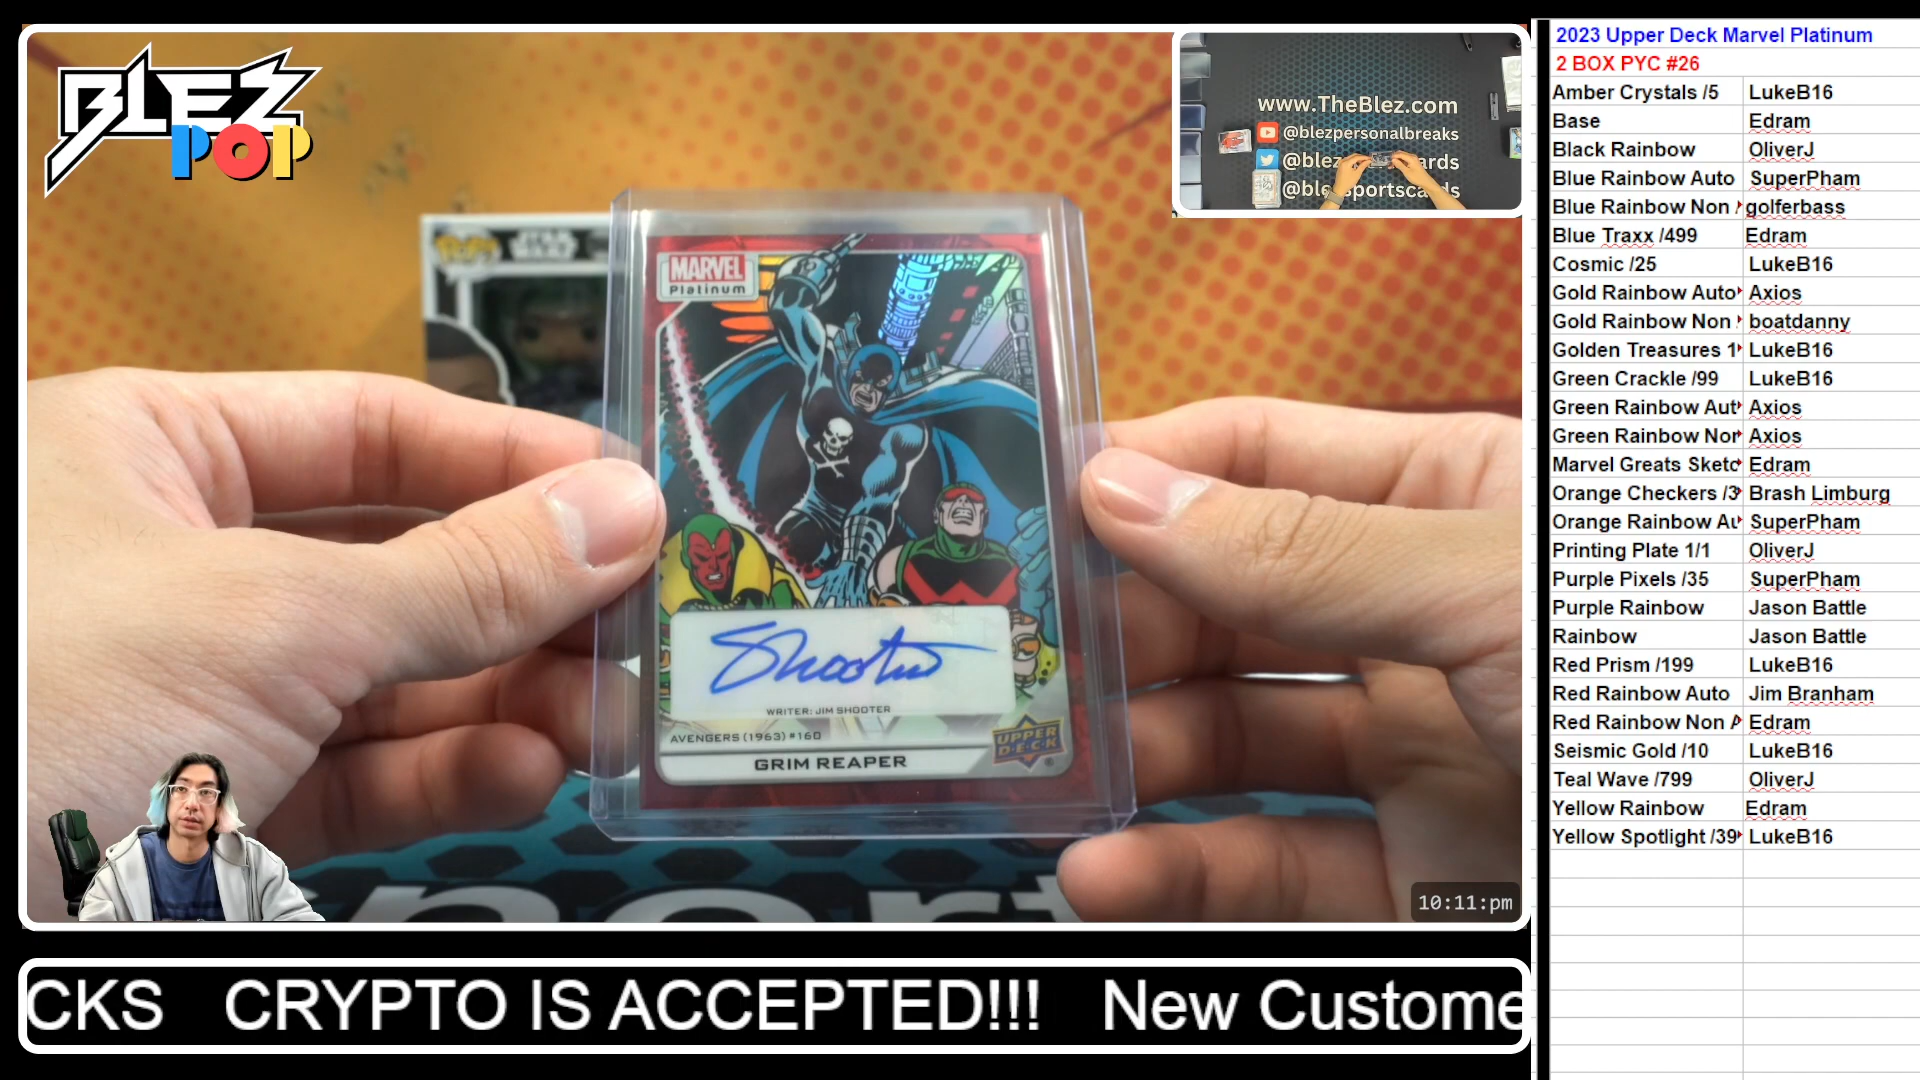 BLEZ
POP
www.TheBlez.com
@blezpersonalbreaks
MARVEL
Platinum
Shooter
WRITER: JIM SHOOTER
AVENGERS (1963) #160
GRIM REAPER
UPPER
D·E·C·K
10:11:pm
CKS CRYPTO IS ACCEPTED!!! New Custome
2023 Upper Deck Marvel Platinum
2 BOX PYC #26
Amber Crystals /5 LukeB16
Base Edram
Black Rainbow OliverJ
Blue Rainbow Auto SuperPham
Blue Rainbow Non golferbass
Blue Traxx /499 Edram
Cosmic /25 LukeB16
Gold Rainbow Auto Axios
Gold Rainbow Non boatdanny
Golden Treasures 1 LukeB16
Green Crackle /99 LukeB16
Green Rainbow Aut Axios
Green Rainbow Nor Axios
Marvel Greats Sketc Edram
Orange Checkers /3 Brash Limburg
Orange Rainbow Au SuperPham
Printing Plate 1/1 OliverJ
Purple Pixels /35 SuperPham
Purple Rainbow Jason Battle
Rainbow Jason Battle
Red Prism /199 LukeB16
Red Rainbow Auto Jim Branham
Red Rainbow Non A Edram
Seismic Gold /10 LukeB16
Teal Wave /799 OliverJ
Yellow Rainbow Edram
Yellow Spotlight /39 LukeB16